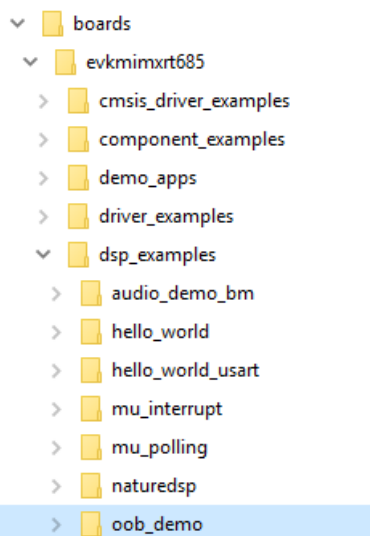 boards
evkmimxrt685
cmsis_driver_examples
component_examples
demo_apps
driver_examples
dsp_examples
audio_demo_bm
hello_world
hello_world_usart
mu_interrupt
mu_polling
naturedsp
oob_demo